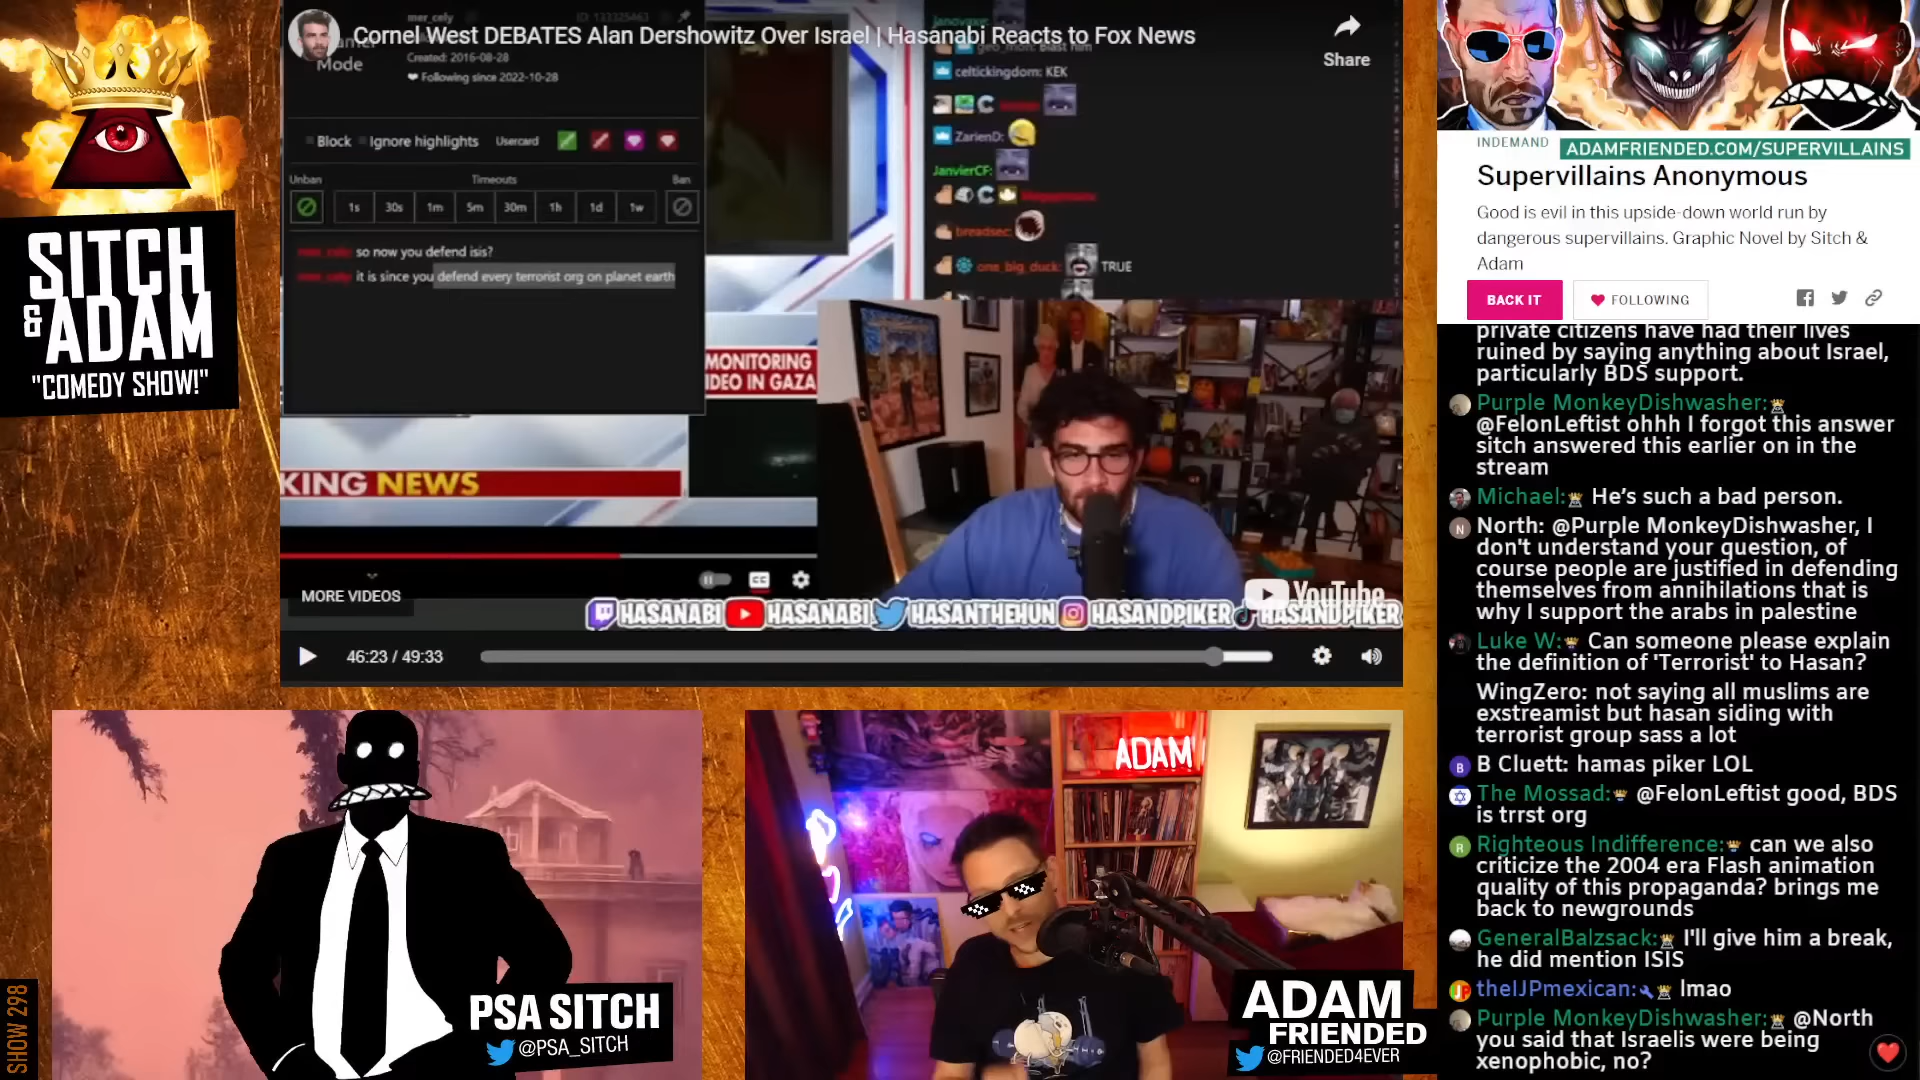 SITCH
& ADAM
"COMEDY SHOW!"
SHOW 298
mer_cely
Cornel West DEBATES Alan Dershowitz Over Israel | Hasanabi Reacts to Fox News
Mode
Created: 2016-08-28
Following since 2022-10-28
Share
Block
Ignore highlights
Usercard
Unban
Timeouts
Ban
1s
30s
1m
5m
30m
1h
1d
1w
mer_cely so now you defend isis?
mer_cely it is since you defend every terrorist org on planet earth
celtickingdom: KEK
ZarienD:
JanvierCF:
breadsec:
one_big_duck: TRUE
MONITORING
IDEO IN GAZA
KING NEWS
MORE VIDEOS
YouTube
HASANABI
HASANABI
HASANTHEHUN
HASANDPIKER
HASANDPIKER
46:23 / 49:33
PSA SITCH
@PSA_SITCH
ADAM
ADAM
FRIENDED
@FRIENDED4EVER
INDEMAND
ADAMFRIENDED.COM/SUPERVILLAINS
Supervillains Anonymous
Good is evil in this upside-down world run by
dangerous supervillains. Graphic Novel by Sitch &
Adam
BACK IT
FOLLOWING
private citizens have had their lives
ruined by saying anything about Israel,
particularly BDS support.
Purple MonkeyDishwasher:
@FelonLeftist ohhh I forgot this answer
sitch answered this earlier on in the
stream
Michael: He's such a bad person.
North: @Purple MonkeyDishwasher, I
don't understand your question, of
course people are justified in defending
themselves from annihilations that is
why I support the arabs in palestine
Luke W: Can someone please explain
the definition of 'Terrorist' to Hasan?
WingZero: not saying all muslims are
exstreamist but hasan siding with
terrorist group sass a lot
B Cluett: hamas piker LOL
The Mossad: @FelonLeftist good, BDS
is trrst org
Righteous Indifference: can we also
criticize the 2004 era Flash animation
quality of this propaganda? brings me
back to newgrounds
GeneralBalzsack: I'll give him a break,
he did mention ISIS
theIJPmexican: lmao
Purple MonkeyDishwasher: @North
you said that Israelis were being
xenophobic, no?